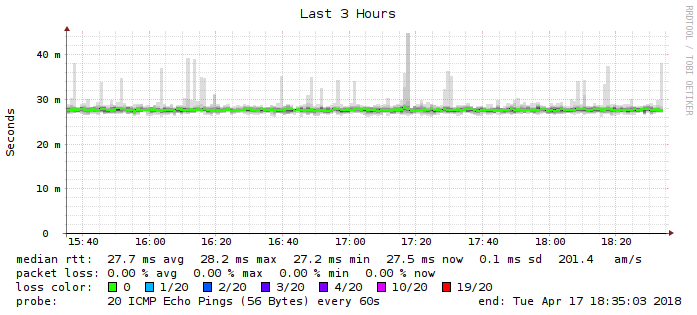 Last 3 Hours
RRDTOOL / TOBI OETIKER
Seconds
40 m
30 m
20 m
10 m
0
15:40 16:00 16:20 16:40 17:00 17:20 17:40 18:00 18:20
median rtt: 27.7 ms avg 28.2 ms max 27.2 ms min 27.5 ms now 0.1 ms sd 201.4 am/s
packet loss: 0.00 % avg 0.00 % max 0.00 % min 0.00 % now
loss color: 0 1/20 2/20 3/20 4/20 10/20 19/20
probe: 20 ICMP Echo Pings (56 Bytes) every 60s end: Tue Apr 17 18:35:03 2018